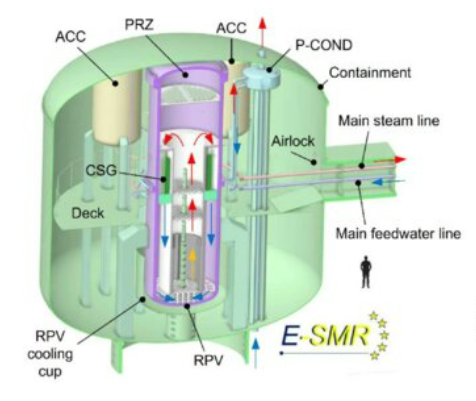 PRZ
ACC
ACC
P-COND
Containment
Main steam line
Airlock
CSG
Deck
Main feedwater line
RPV
cooling
cup
RPV
E-SMR